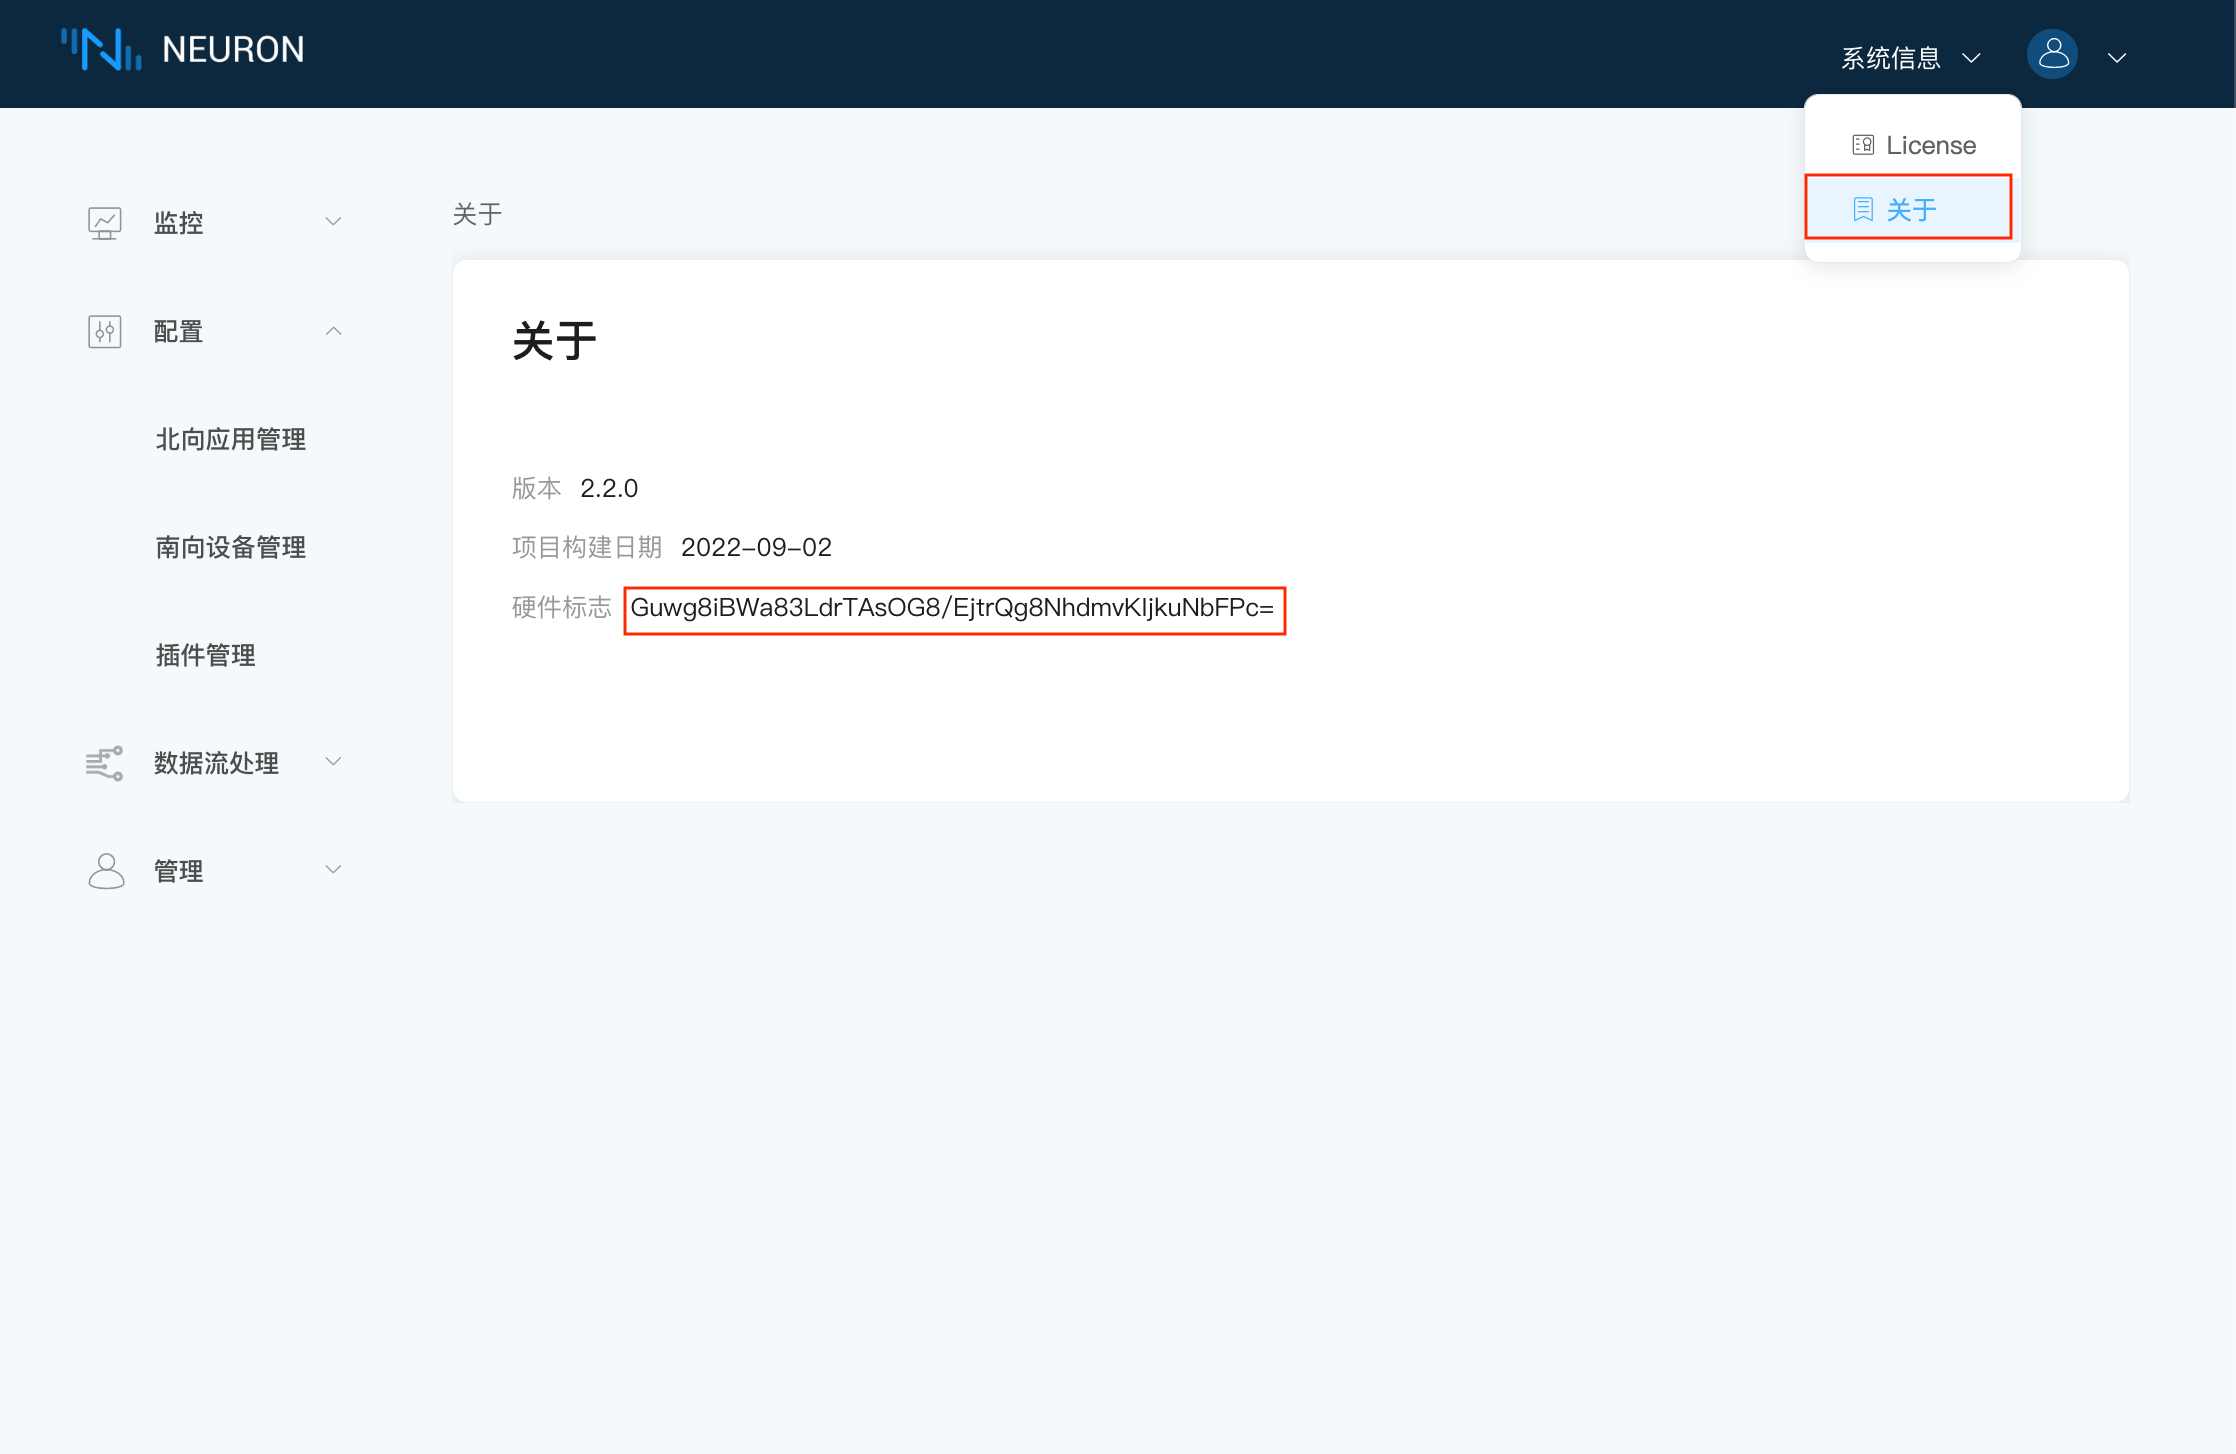 NEURON
系统信息
License
关于
监控
配置
北向应用管理
南向设备管理
插件管理
数据流处理
管理
关于
关于
版本 2.2.0
项目构建日期 2022-09-02
硬件标志 Guwg8iBWa83LdrTAsOG8/EjtrQg8NhdmvKIjkuNbFPc=